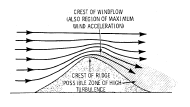 CREST OF WINDFLOW
(ALSO REGION OF MAXIMUM
WIND ACCELERATION)
CREST OF RIDGE
POSSIBLE ZONE OF HIGH
TURBULENCE